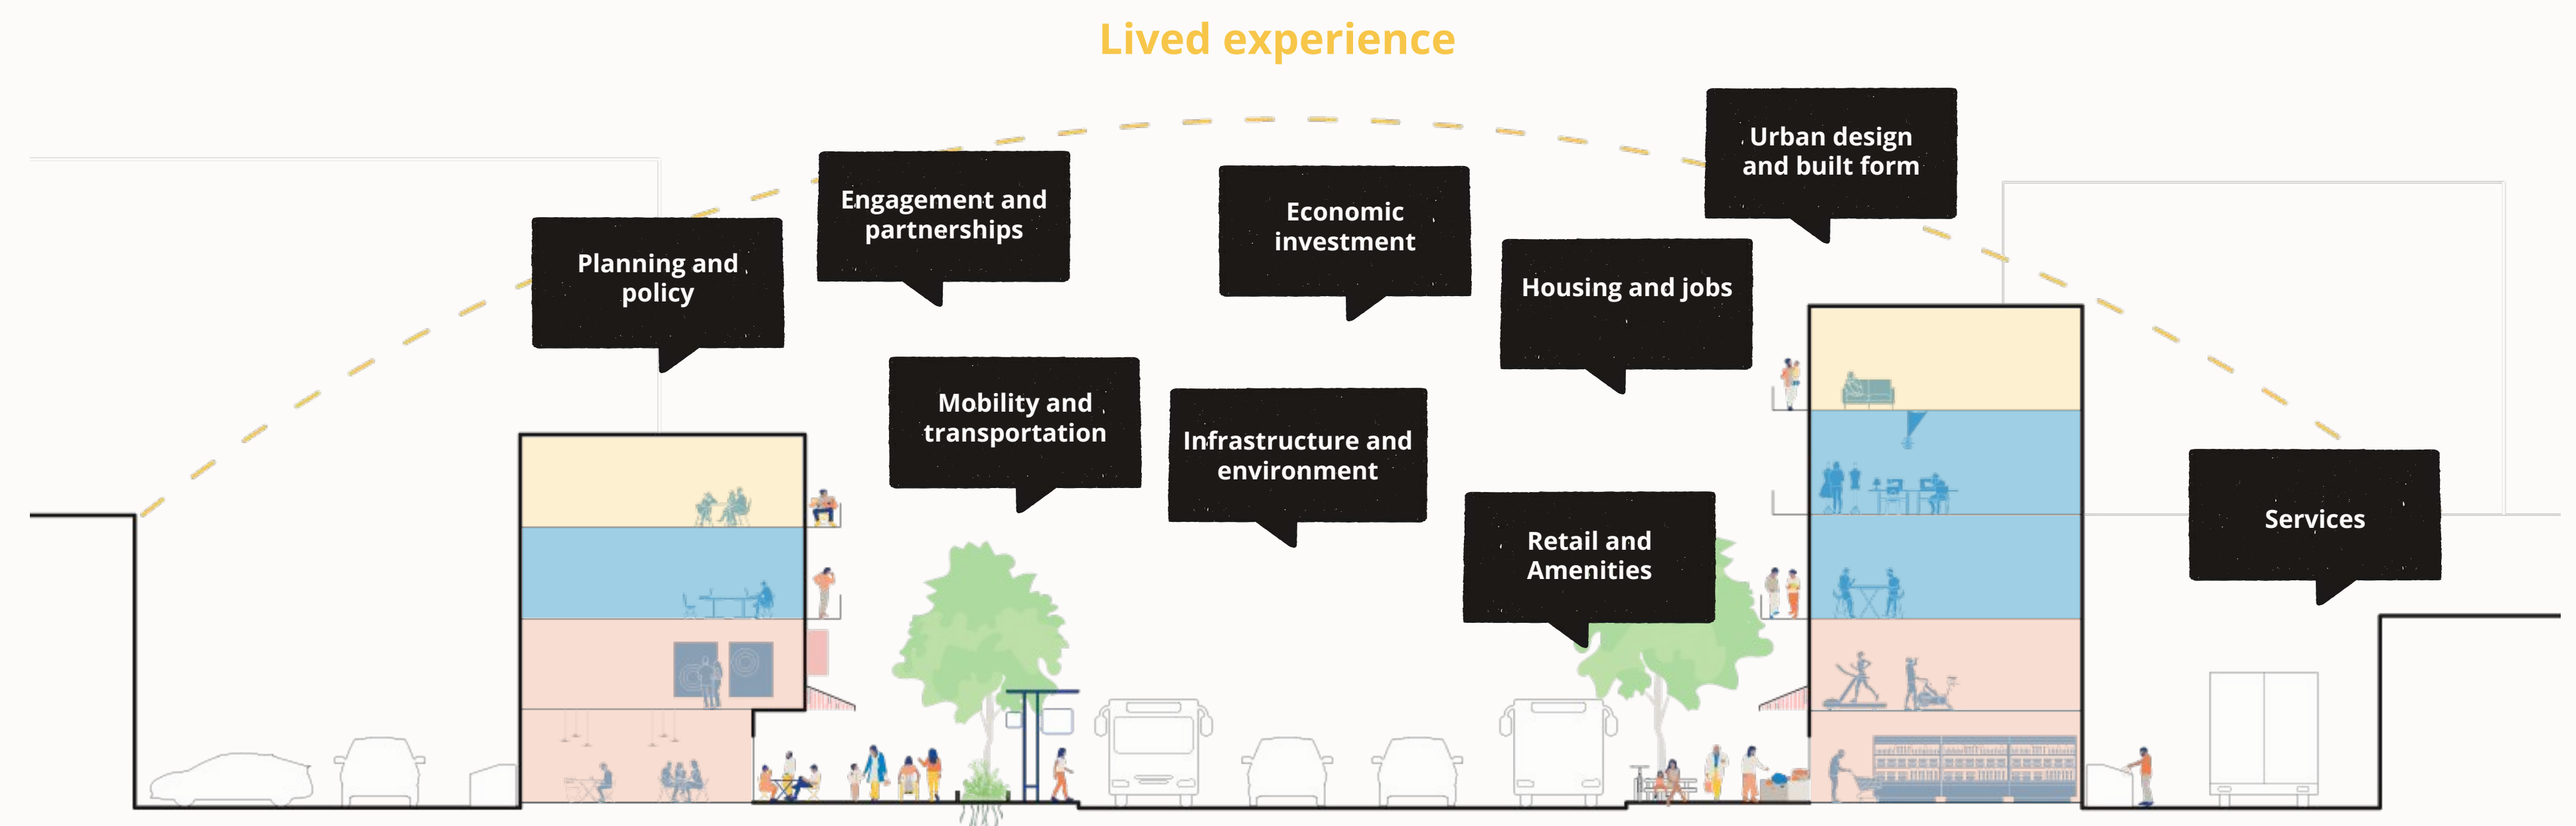 Lived experience
Urban design
and built form
Engagement and
partnerships
Economic
investment
Planning and
policy
Housing and jobs
Mobility and
transportation
Infrastructure and
environment
Retail and
Amenities
Services